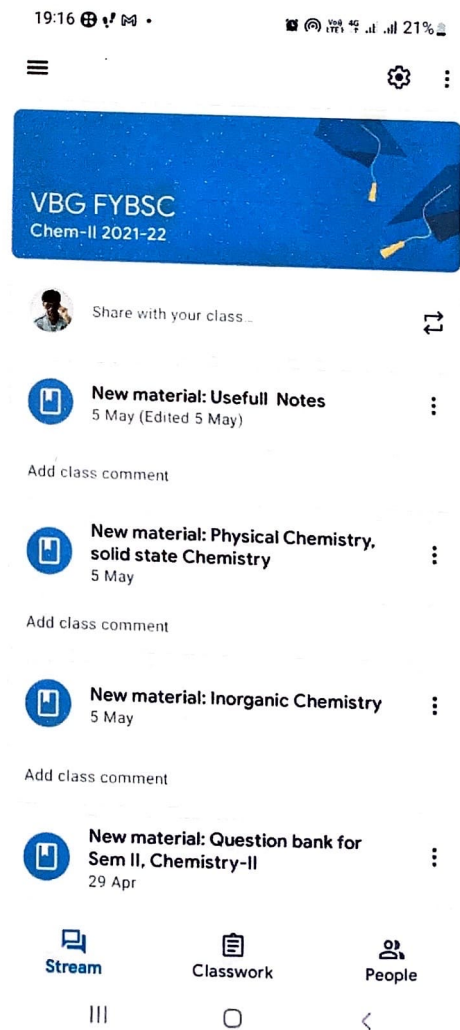 19:16
Vo) 4G
LTE1 21%
VBG FYBSC
Chem-II 2021-22
Share with your class...
New material: Usefull Notes
5 May (Edited 5 May)
Add class comment
New material: Physical Chemistry,
solid state Chemistry
5 May
Add class comment
New material: Inorganic Chemistry
5 May
Add class comment
New material: Question bank for
Sem II, Chemistry-II
29 Apr
Stream
Classwork
People